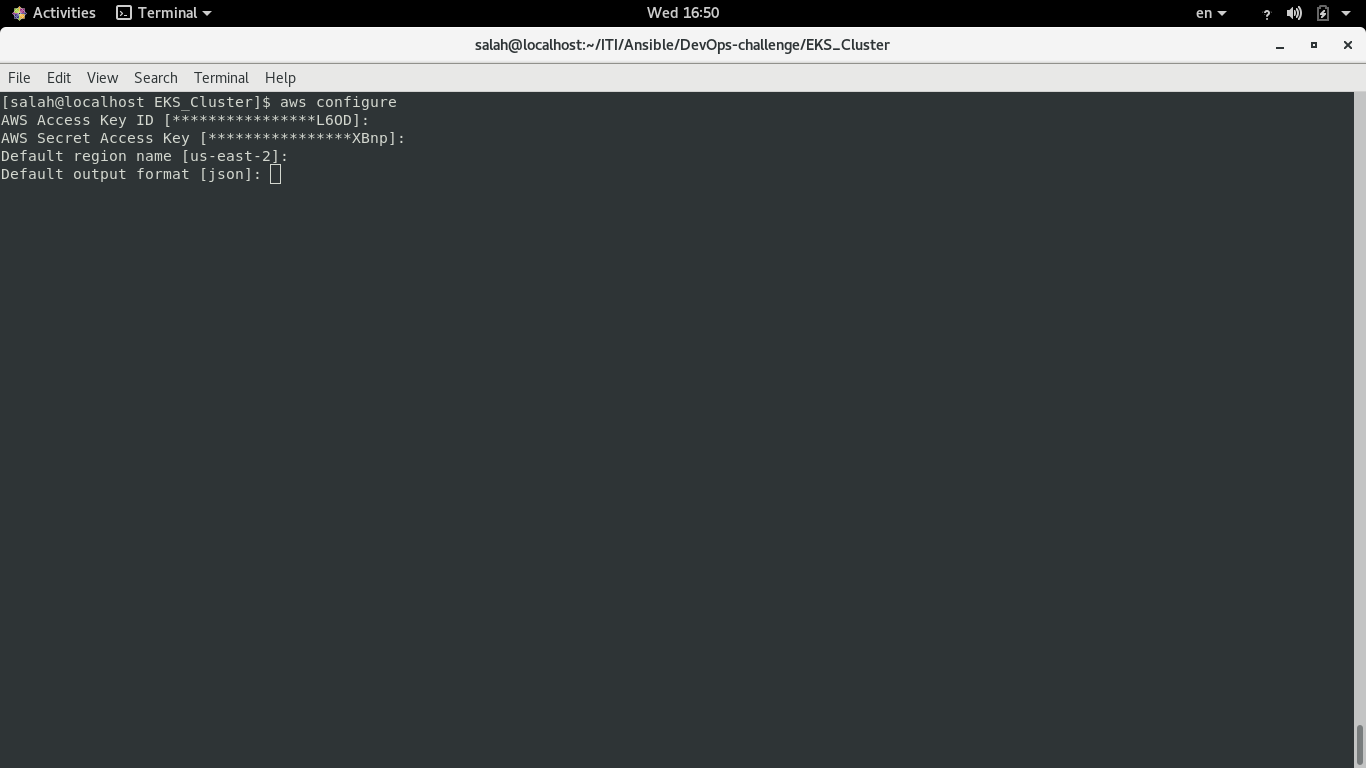 Activities Terminal Wed 16:50 en ?
salah@localhost:~/ITI/Ansible/DevOps-challenge/EKS_Cluster
File Edit View Search Terminal Help
[salah@localhost EKS_Cluster]$ aws configure
AWS Access Key ID [****************L6OD]:
AWS Secret Access Key [****************XBnp]:
Default region name [us-east-2]:
Default output format [json]: